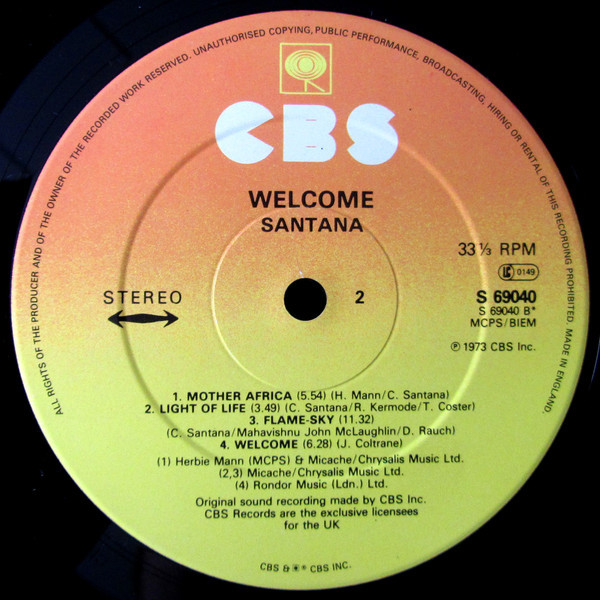 ALL RIGHTS OF THE PRODUCER AND OF THE OWNER OF THE RECORDED WORK RESERVED. UNAUTHORISED COPYING, PUBLIC PERFORMANCE, BROADCASTING, HIRING OR RENTAL OF THIS RECORDING PROHIBITED. MADE IN ENGLAND.
CBS
WELCOME
SANTANA
33 ⅓ RPM
LC 0149
STEREO
2
S 69040
S 69040 B*
MCPS/BIEM
℗ 1973 CBS Inc.
1. MOTHER AFRICA (5.54) (H. Mann/C. Santana)
2. LIGHT OF LIFE (3.49) (C. Santana/R. Kermode/T. Coster)
3. FLAME-SKY (11.32)
(C. Santana/Mahavishnu John McLaughlin/D. Rauch)
4. WELCOME (6.28) (J. Coltrane)
(1) Herbie Mann (MCPS) & Micache/Chrysalis Music Ltd.
(2,3) Micache/Chrysalis Music Ltd.
(4) Rondor Music (Ldn.) Ltd.
Original sound recording made by CBS Inc.
CBS Records are the exclusive licensees
for the UK
CBS & ✳® CBS INC.